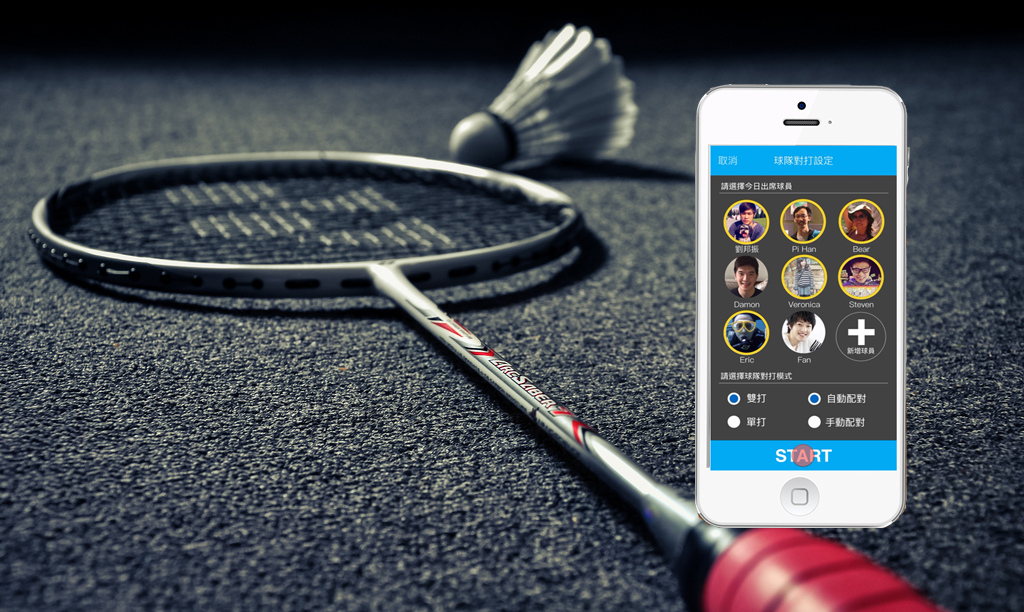 取消 球隊對打設定
請選擇今日出席球員
劉邦振 Pi Han Bear
Damon Veronica Steven
Eric Fan 新增球員
請選擇球隊對打模式
雙打 自動配對
單打 手動配對
START